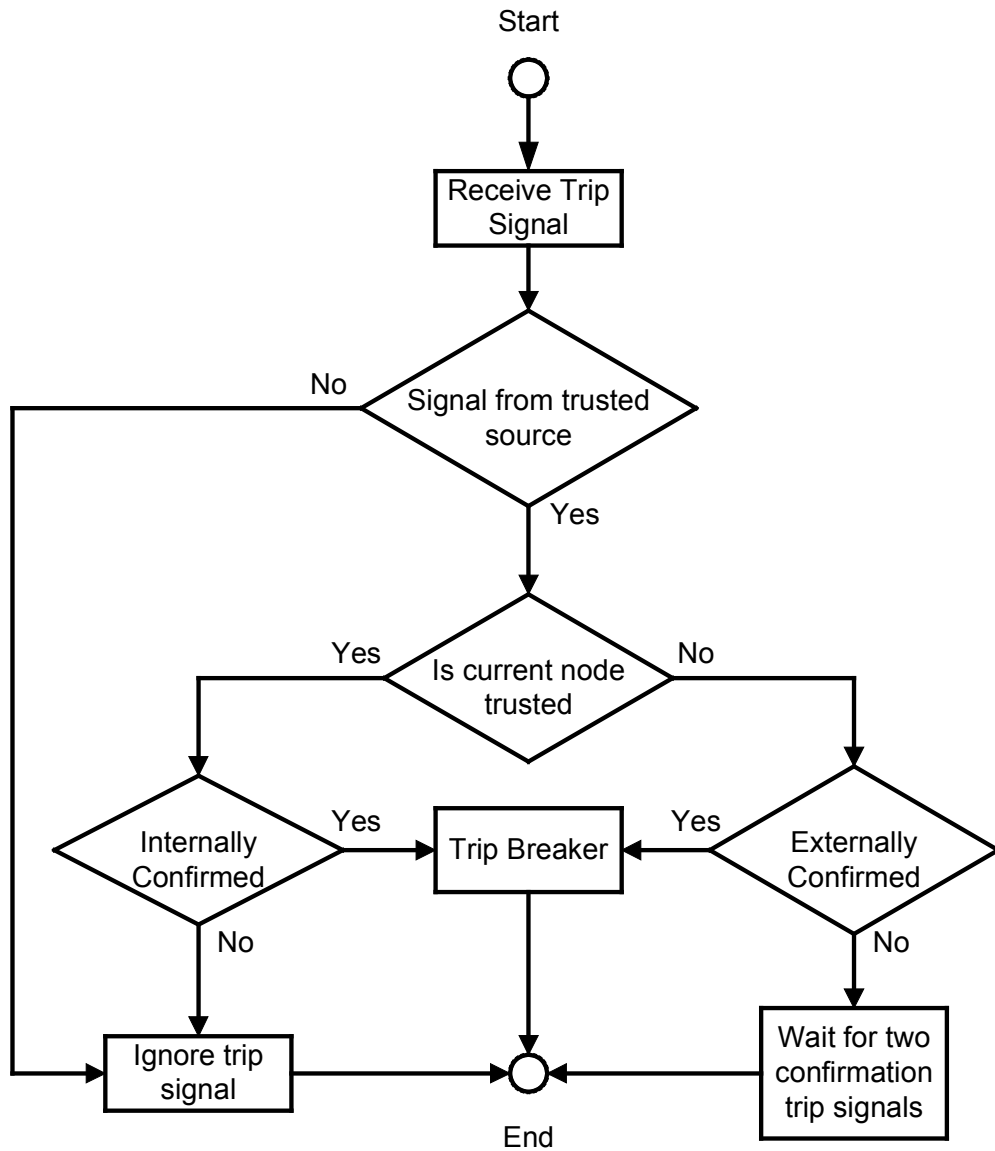 Start
Receive Trip
Signal
No
Signal from trusted
source
Yes
Yes
Is current node
trusted
No
Internally
Confirmed
Yes
Trip Breaker
Yes
Externally
Confirmed
No
No
Ignore trip
signal
Wait for two
confirmation
trip signals
End